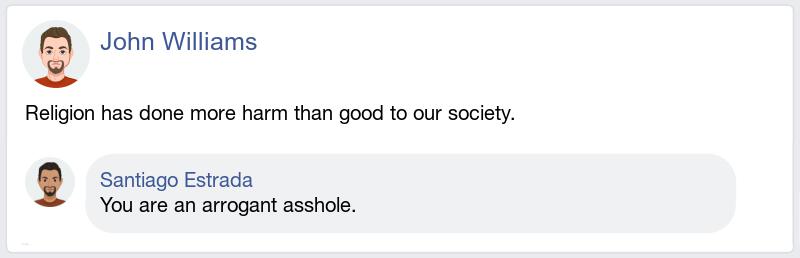 John Williams
Religion has done more harm than good to our society.
Santiago Estrada
You are an arrogant asshole.